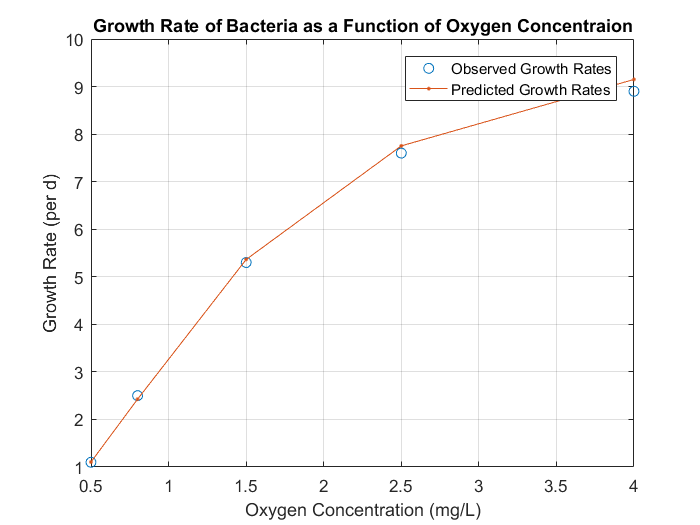 Growth Rate of Bacteria as a Function of Oxygen Concentraion
10
9
8
7
6
5
4
3
2
1
Growth Rate (per d)
Observed Growth Rates
Predicted Growth Rates
0.5 1 1.5 2 2.5 3 3.5 4
Oxygen Concentration (mg/L)